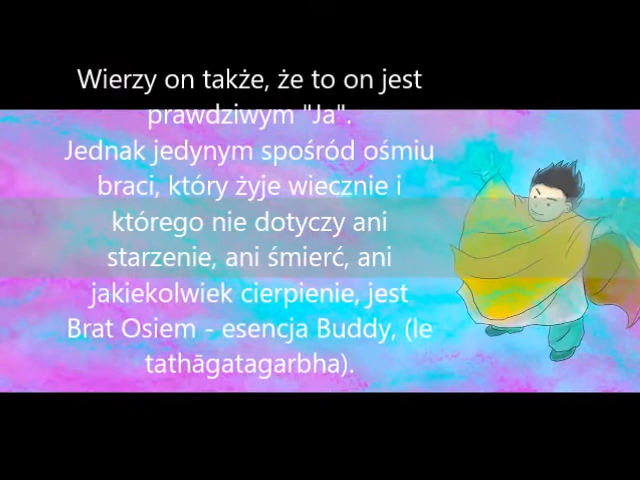 Wierzy on także, że to on jest
prawdziwym "Ja".
Jednak jedynym spośród ośmiu
braci, który żyje wiecznie i
którego nie dotyczy ani
starzenie, ani śmierć, ani
jakiekolwiek cierpienie, jest
Brat Osiem - esencja Buddy, (le
tathāgatagarbha).